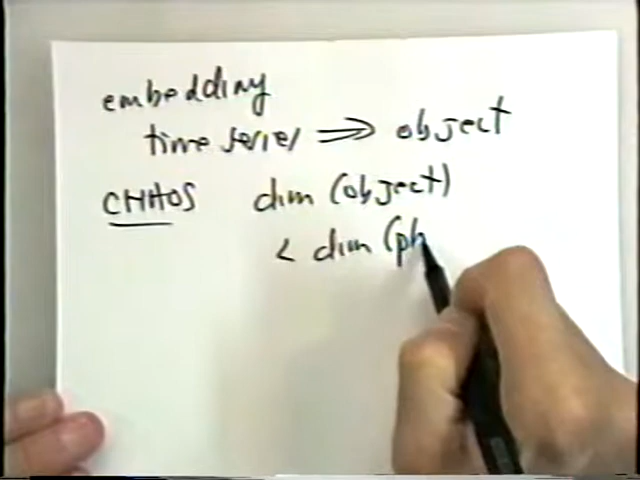 embedding
time series ⇒ object
CHAOS dim (object)
< dim (ph